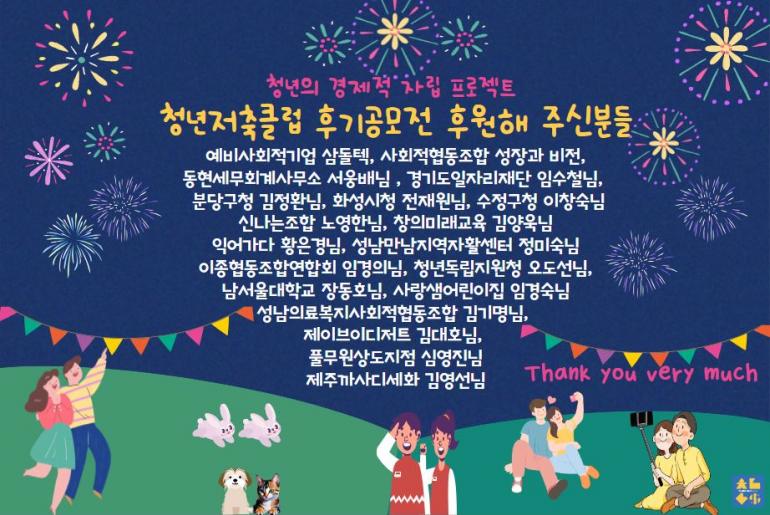 청년의 경제적 자립 프로젝트
청년저축클럽 후기공모전 후원해 주신분들
예비사회적기업 삼돌텍, 사회적협동조합 성장과 비전,
동현세무회계사무소 서웅배님 , 경기도일자리재단 임수철님,
분당구청 김정환님, 화성시청 전재원님, 수정구청 이창숙님
신나는조합 노영한님, 창의미래교육 김양욱님
익어가다 황은경님, 성남만남지역자활센터 정미숙님
이종협동조합연합회 임경의님, 청년독립지원청 오도선님,
남서울대학교 장동호님, 사랑샘어린이집 임경숙님
성남의료복지사회적협동조합 김기명님,
제이브이디저트 김대호님,
풀무원상도지점 심영진님
제주까사디세화 김영선님
Thank you very much